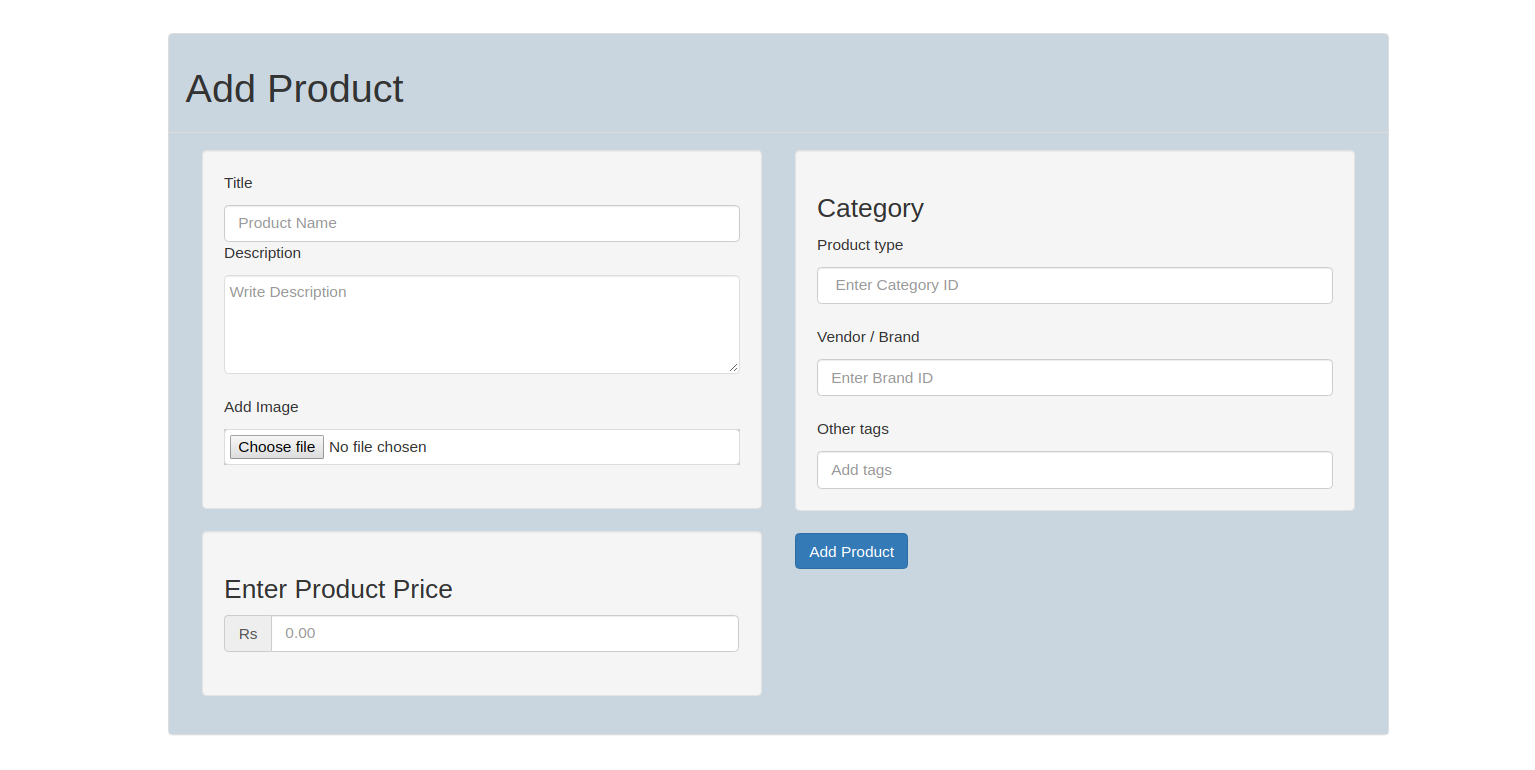 Add Product
Title
Product Name
Description
Write Description
Add Image
Choose file No file chosen
Enter Product Price
Rs 0.00
Category
Product type
Enter Category ID
Vendor / Brand
Enter Brand ID
Other tags
Add tags
Add Product